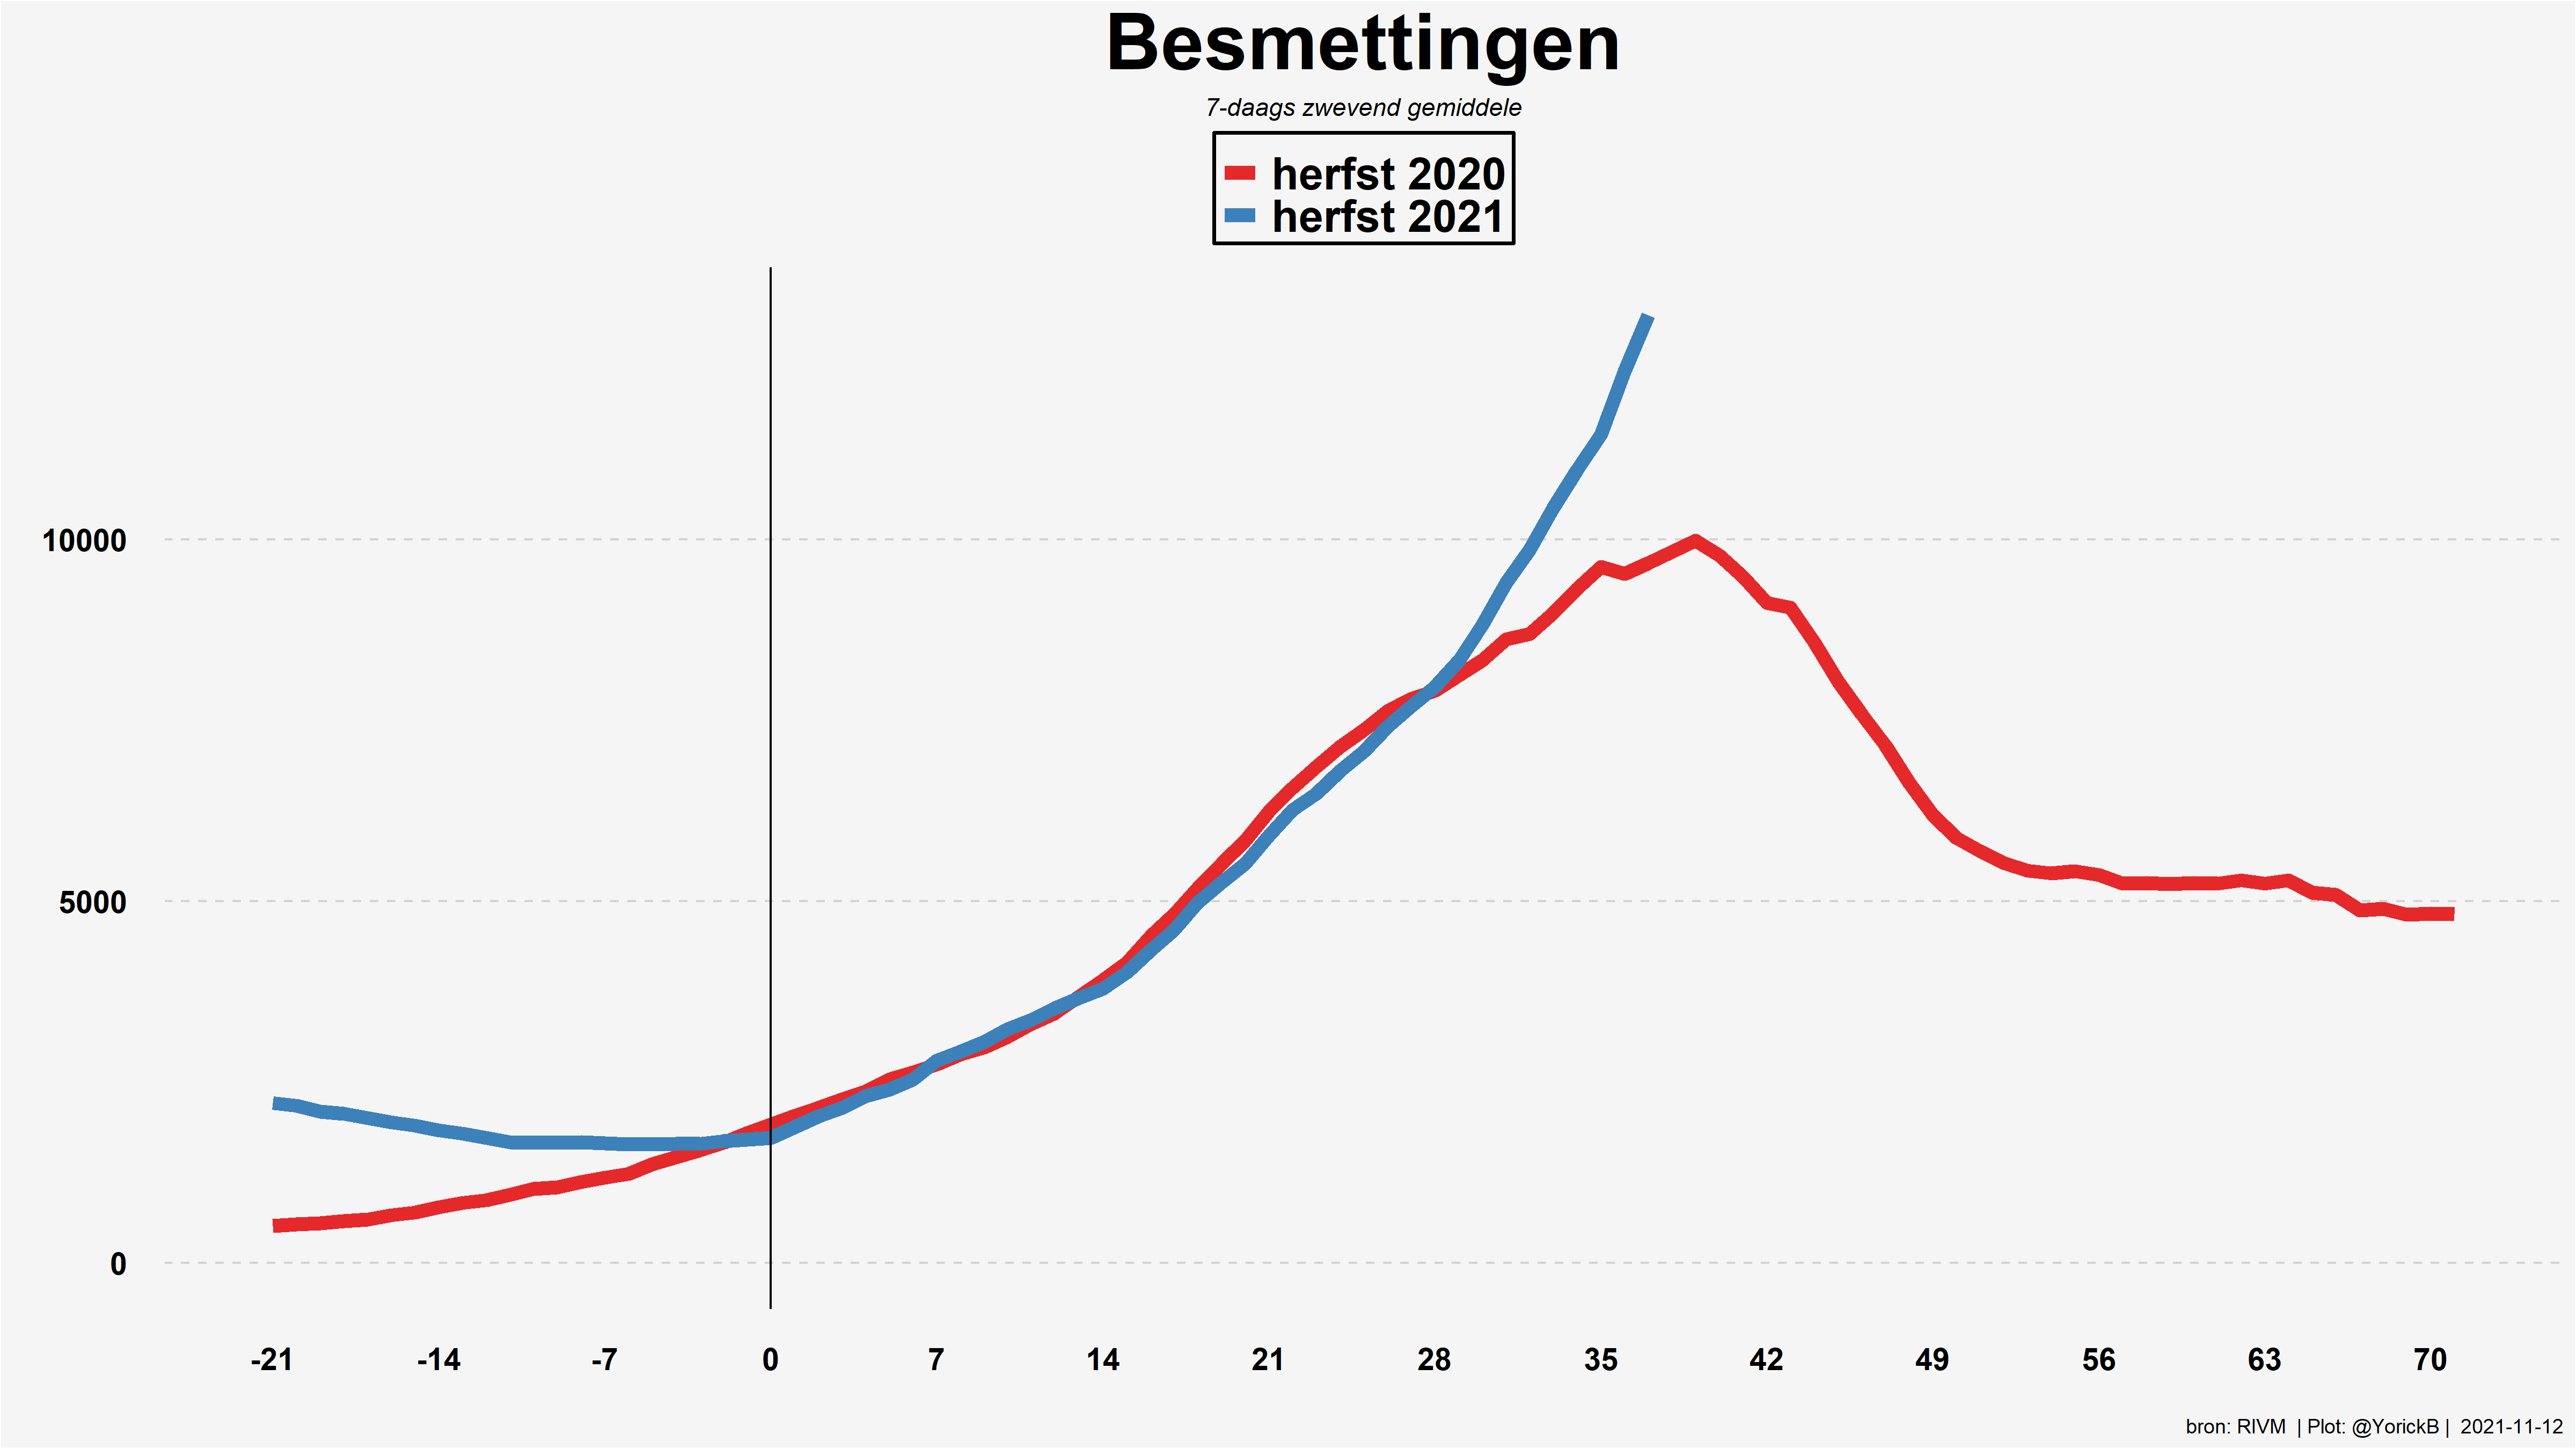 Besmettingen
7-daags zwevend gemiddele
herfst 2020
herfst 2021
10000
5000
0
-21 -14 -7 0 7 14 21 28 35 42 49 56 63 70
bron: RIVM | Plot: @YorickB | 2021-11-12